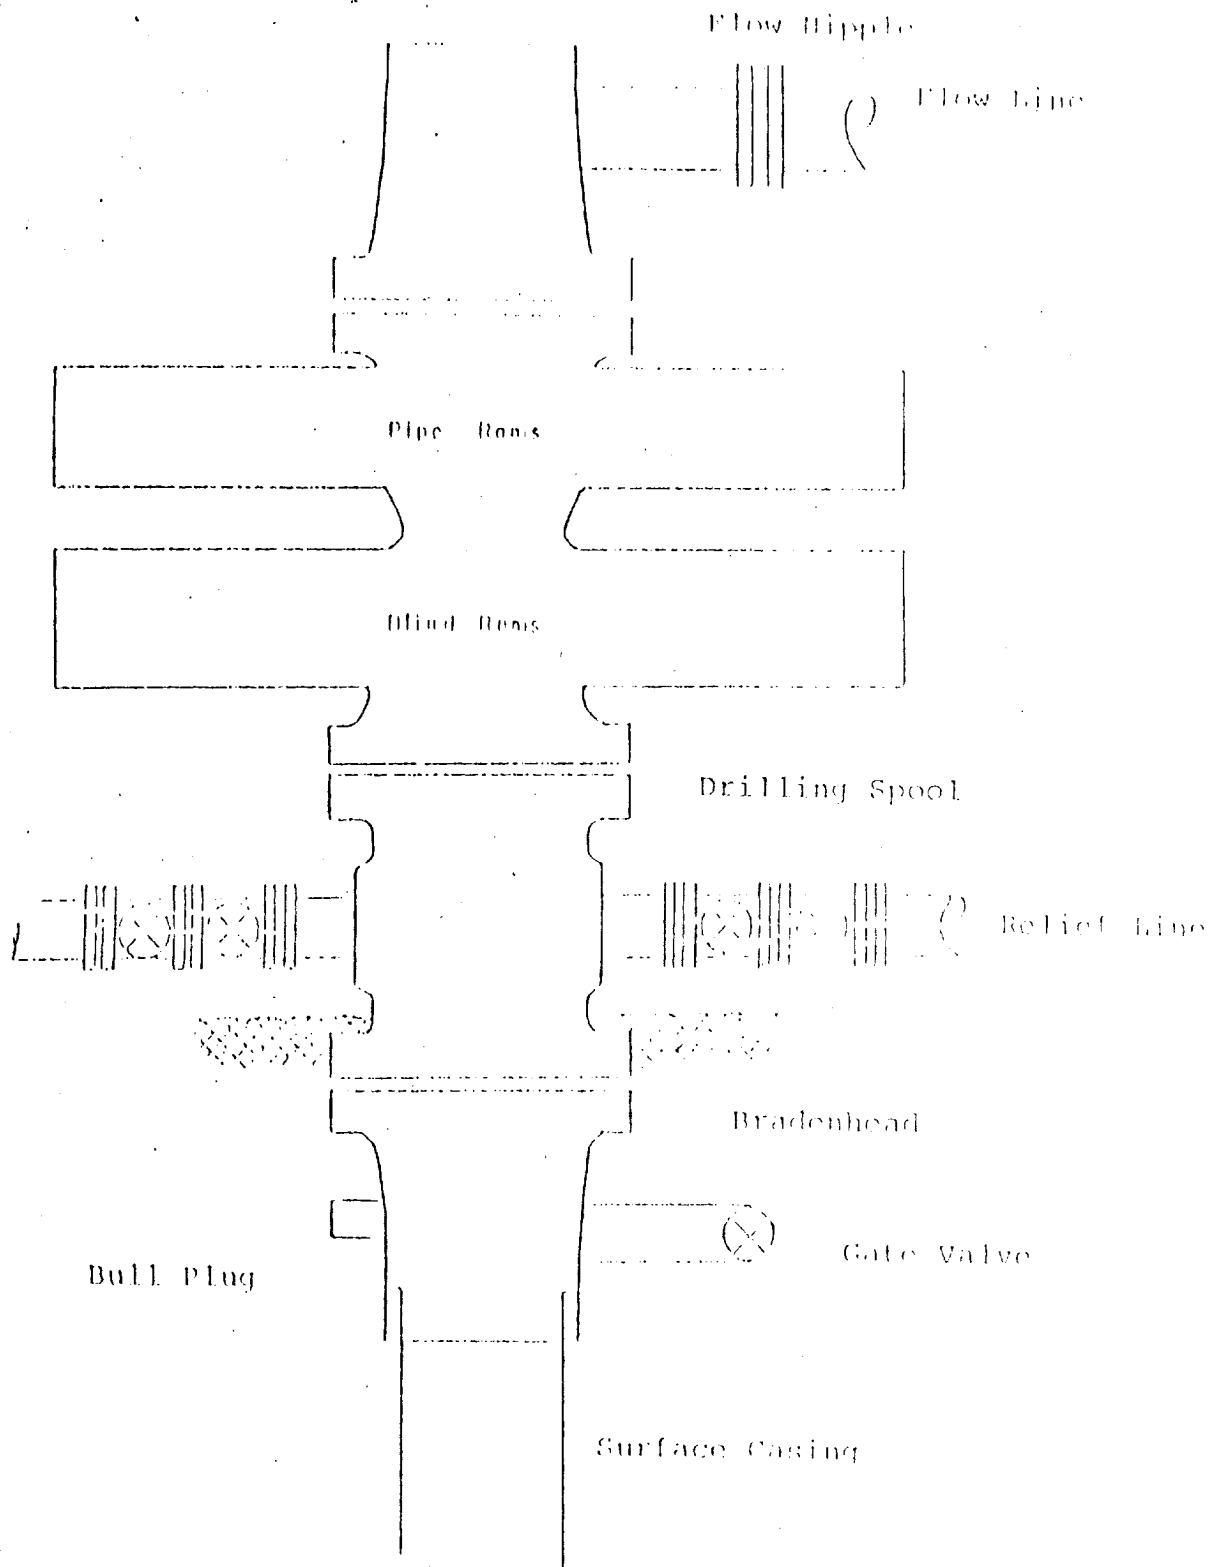 Flow Nipple
Flow Line
Pipe Rams
Blind Rams
Drilling Spool
Relief Line
Bradenhead
Gate Valve
Bull Plug
Surface Casing